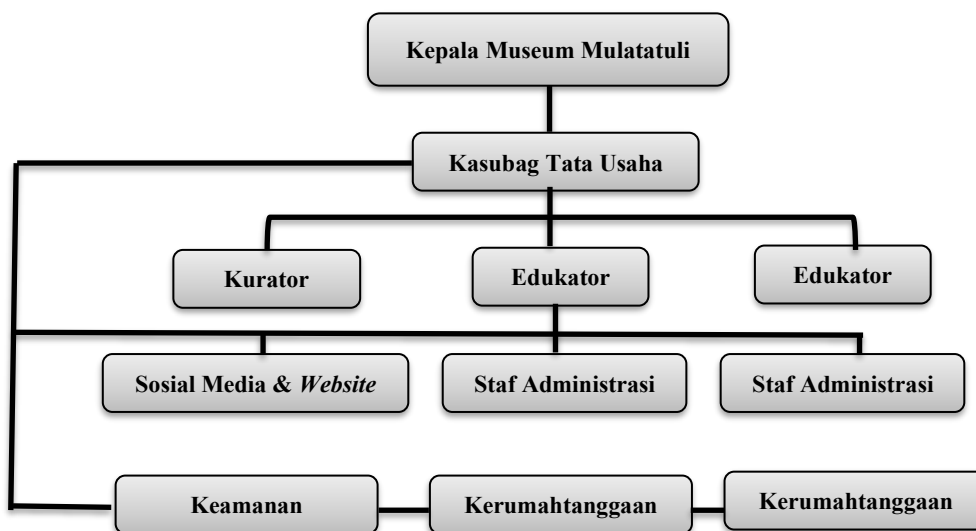 Kepala Museum Mulatatuli
Kasubag Tata Usaha
Kurator
Edukator
Edukator
Sosial Media & Website
Staf Administrasi
Staf Administrasi
Keamanan
Kerumahtanggaan
Kerumahtanggaan